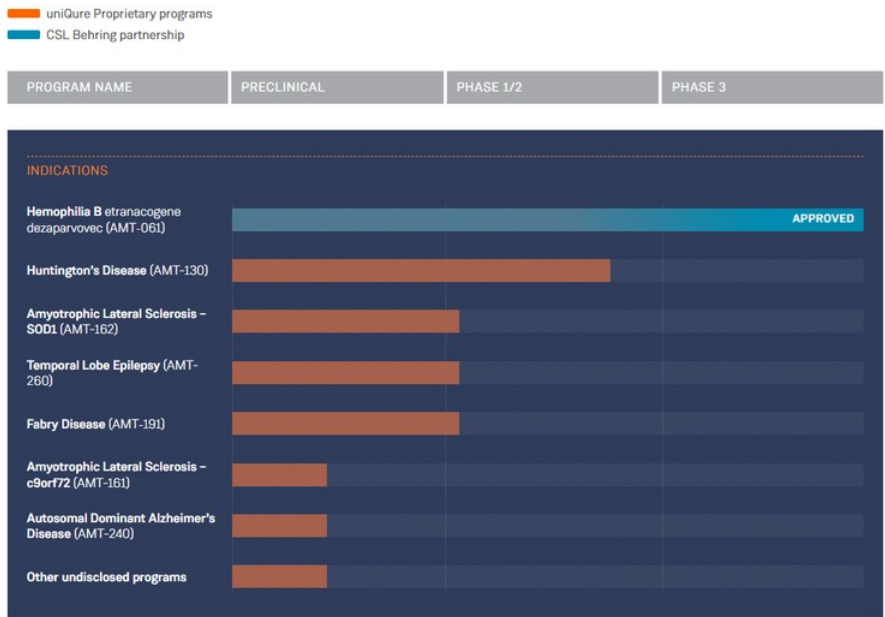 uniQure Proprietary programs
CSL Behring partnership
PROGRAM NAME PRECLINICAL PHASE 1/2 PHASE 3
INDICATIONS
Hemophilia B etranacogene
dezaparvovec (AMT-061)
APPROVED
Huntington's Disease (AMT-130)
Amyotrophic Lateral Sclerosis –
SOD1 (AMT-162)
Temporal Lobe Epilepsy (AMT-
260)
Fabry Disease (AMT-191)
Amyotrophic Lateral Sclerosis –
c9orf72 (AMT-161)
Autosomal Dominant Alzheimer's
Disease (AMT-240)
Other undisclosed programs